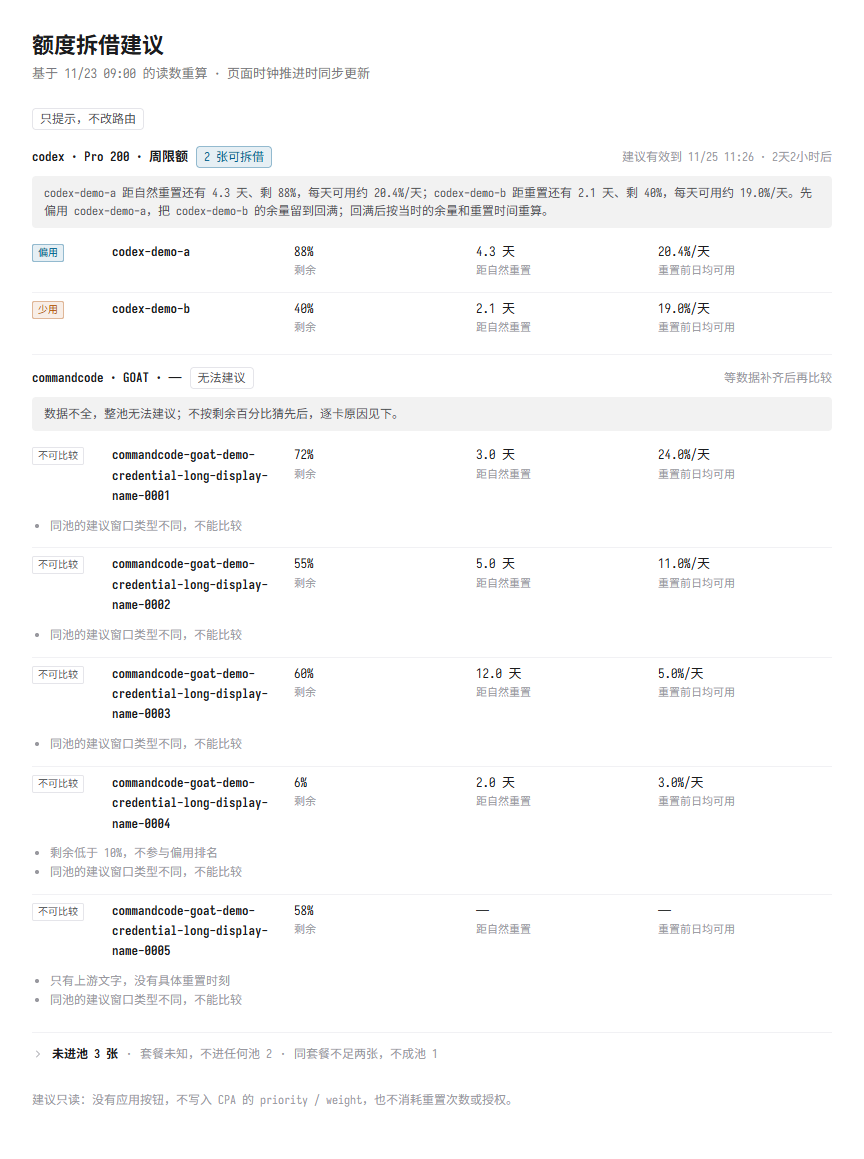 额度拆借建议
基于 11/23 09:00 的读数重算 · 页面时钟推进时同步更新
只提示，不改路由
codex · Pro 200 · 周限额 2 张可拆借 建议有效到 11/25 11:26 · 2天2小时后
codex-demo-a 距自然重置还有 4.3 天、剩 88%，每天可用约 20.4%/天；codex-demo-b 距重置还有 2.1 天、剩 40%，每天可用约 19.0%/天。先
偏用 codex-demo-a，把 codex-demo-b 的余量留到回满；回满后按当时的余量和重置时间重算。
偏用 codex-demo-a 88% 4.3 天 20.4%/天
剩余 距自然重置 重置前日均可用
少用 codex-demo-b 40% 2.1 天 19.0%/天
剩余 距自然重置 重置前日均可用
commandcode · GOAT · — 无法建议 等数据补齐后再比较
数据不全，整池无法建议；不按剩余百分比猜先后，逐卡原因见下。
不可比较 commandcode-goat-demo- 72% 3.0 天 24.0%/天
credential-long-display- 剩余 距自然重置 重置前日均可用
name-0001
• 同池的建议窗口类型不同，不能比较
不可比较 commandcode-goat-demo- 55% 5.0 天 11.0%/天
credential-long-display- 剩余 距自然重置 重置前日均可用
name-0002
• 同池的建议窗口类型不同，不能比较
不可比较 commandcode-goat-demo- 60% 12.0 天 5.0%/天
credential-long-display- 剩余 距自然重置 重置前日均可用
name-0003
• 同池的建议窗口类型不同，不能比较
不可比较 commandcode-goat-demo- 6% 2.0 天 3.0%/天
credential-long-display- 剩余 距自然重置 重置前日均可用
name-0004
• 剩余低于 10%，不参与偏用排名
• 同池的建议窗口类型不同，不能比较
不可比较 commandcode-goat-demo- 58% — —
credential-long-display- 剩余 距自然重置 重置前日均可用
name-0005
• 只有上游文字，没有具体重置时刻
• 同池的建议窗口类型不同，不能比较
未进池 3 张 · 套餐未知，不进任何池 2 · 同套餐不足两张，不成池 1
建议只读：没有应用按钮，不写入 CPA 的 priority / weight，也不消耗重置次数或授权。